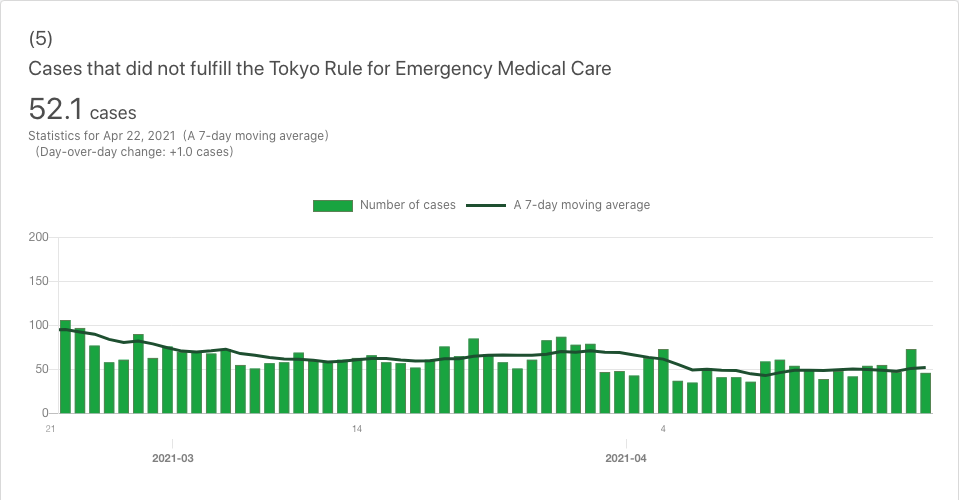 (5)
Cases that did not fulfill the Tokyo Rule for Emergency Medical Care
52.1 cases
Statistics for Apr 22, 2021 (A 7-day moving average)
(Day-over-day change: +1.0 cases)
Number of cases A 7-day moving average
200
150
100
50
0
21 14 4
2021-03 2021-04